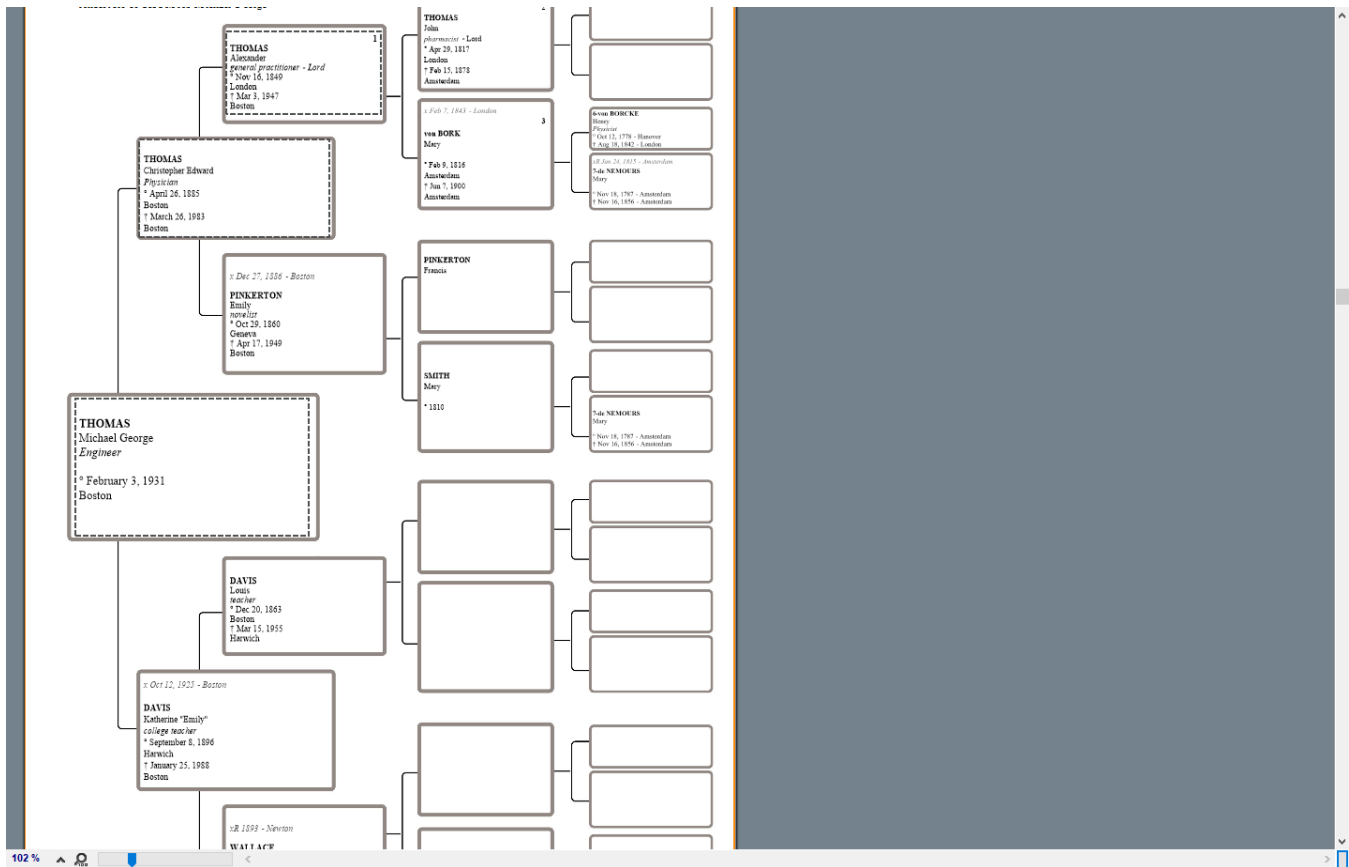 1
THOMAS
Alexander
general practitioner - Lord
° Nov 16, 1849
London
† Mar 3, 1947
Boston
THOMAS
John
pharmacist - Lord
° Apr 29, 1817
London
† Feb 15, 1878
Amsterdam
x Feb 7, 1843 - London
3
von BORK
Mary
° Feb 9, 1816
Amsterdam
† Jun 7, 1900
Amsterdam
6-von BORCKE
Henry
Physicist
° Oct 12, 1778 - Hanover
† Aug 18, 1842 - London
xR Jan 24, 1815 - Amsterdam
7-de NEMOURS
Mary
° Nov 18, 1787 - Amsterdam
† Nov 16, 1856 - Amsterdam
THOMAS
Christopher Edward
Physician
° April 26, 1885
Boston
† March 26, 1983
Boston
x Dec 27, 1886 - Boston
PINKERTON
Emily
novelist
° Oct 29, 1860
Geneva
† Apr 17, 1949
Boston
PINKERTON
Francis
SMITH
Mary
° 1810
7-de NEMOURS
Mary
° Nov 18, 1787 - Amsterdam
† Nov 16, 1856 - Amsterdam
THOMAS
Michael George
Engineer
° February 3, 1931
Boston
DAVIS
Louis
teacher
° Dec 20, 1863
Boston
† Mar 15, 1955
Harwich
x Oct 12, 1925 - Boston
DAVIS
Katherine "Emily"
college teacher
° September 8, 1896
Harwich
† January 25, 1988
Boston
xR 1893 - Newton
WALLACE
102 %